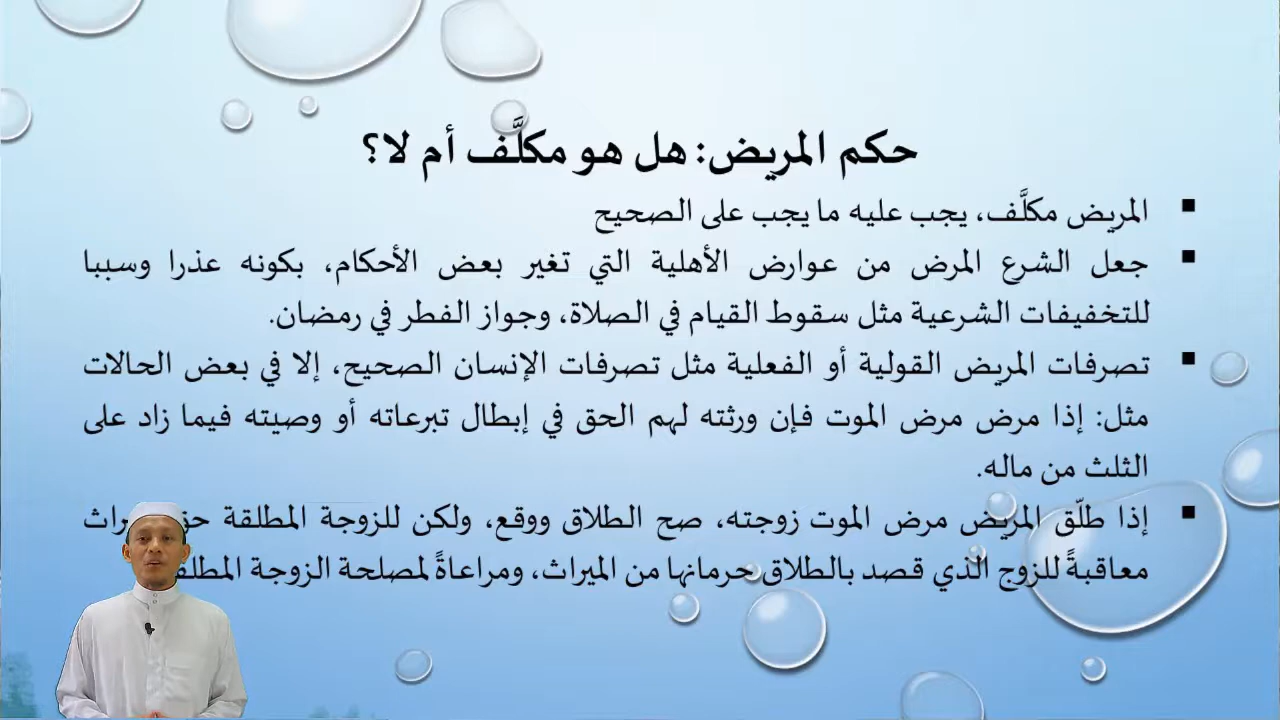 حكم المريض: هل هو مكلَّف أم لا؟
المريض مكلَّف، يجب عليه ما يجب على الصحيح
جعل الشرع المرض من عوارض الأهلية التي تغير بعض الأحكام، بكونه عذرا وسببا
للتخفيفات الشرعية مثل سقوط القيام في الصلاة، وجواز الفطر في رمضان.
تصرفات المريض القولية أو الفعلية مثل تصرفات الإنسان الصحيح، إلا في بعض الحالات
مثل: إذا مرض مرض الموت فإن ورثته لهم الحق في إبطال تبرعاته أو وصيته فيما زاد على
الثلث من ماله.
إذا طلّق المريض مرض الموت زوجته، صح الطلاق ووقع، ولكن للزوجة المطلقة
معاقبةً للزوج الذي قصد بالطلاق حرمانها من الميراث، ومراعاةً لمصلحة الزوجة